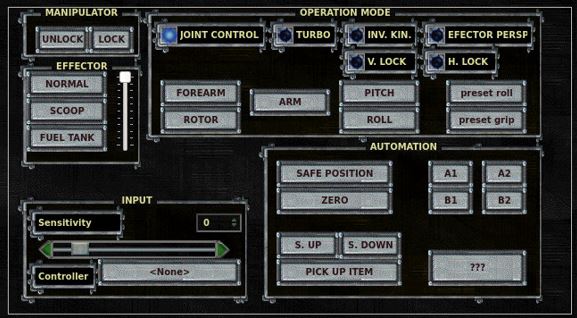 MANIPULATOR
UNLOCK LOCK
EFFECTOR
NORMAL
SCOOP
FUEL TANK
OPERATION MODE
JOINT CONTROL TURBO INV. KIN. EFECTOR PERSP
V. LOCK H. LOCK
FOREARM ARM PITCH preset roll
ROTOR ROLL preset grip
AUTOMATION
SAFE POSITION A1 A2
ZERO B1 B2
S. UP S. DOWN
PICK UP ITEM ???
INPUT
Sensitivity 0
Controller <None>